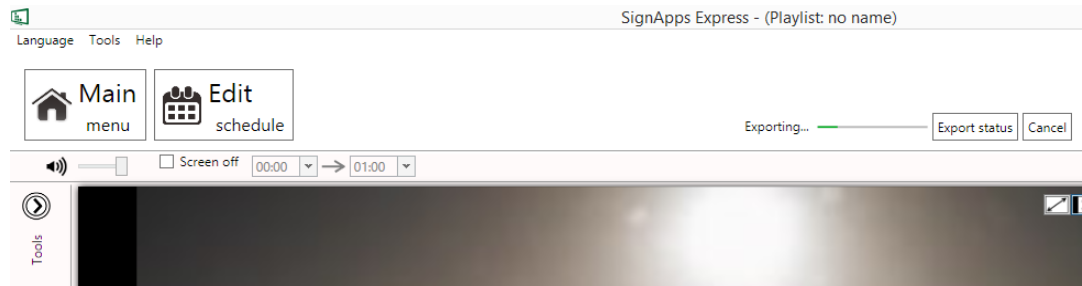 SignApps Express - (Playlist: no name)
Language Tools Help
Main menu
Edit schedule
Exporting... Export status Cancel
Screen off 00:00 01:00
Tools